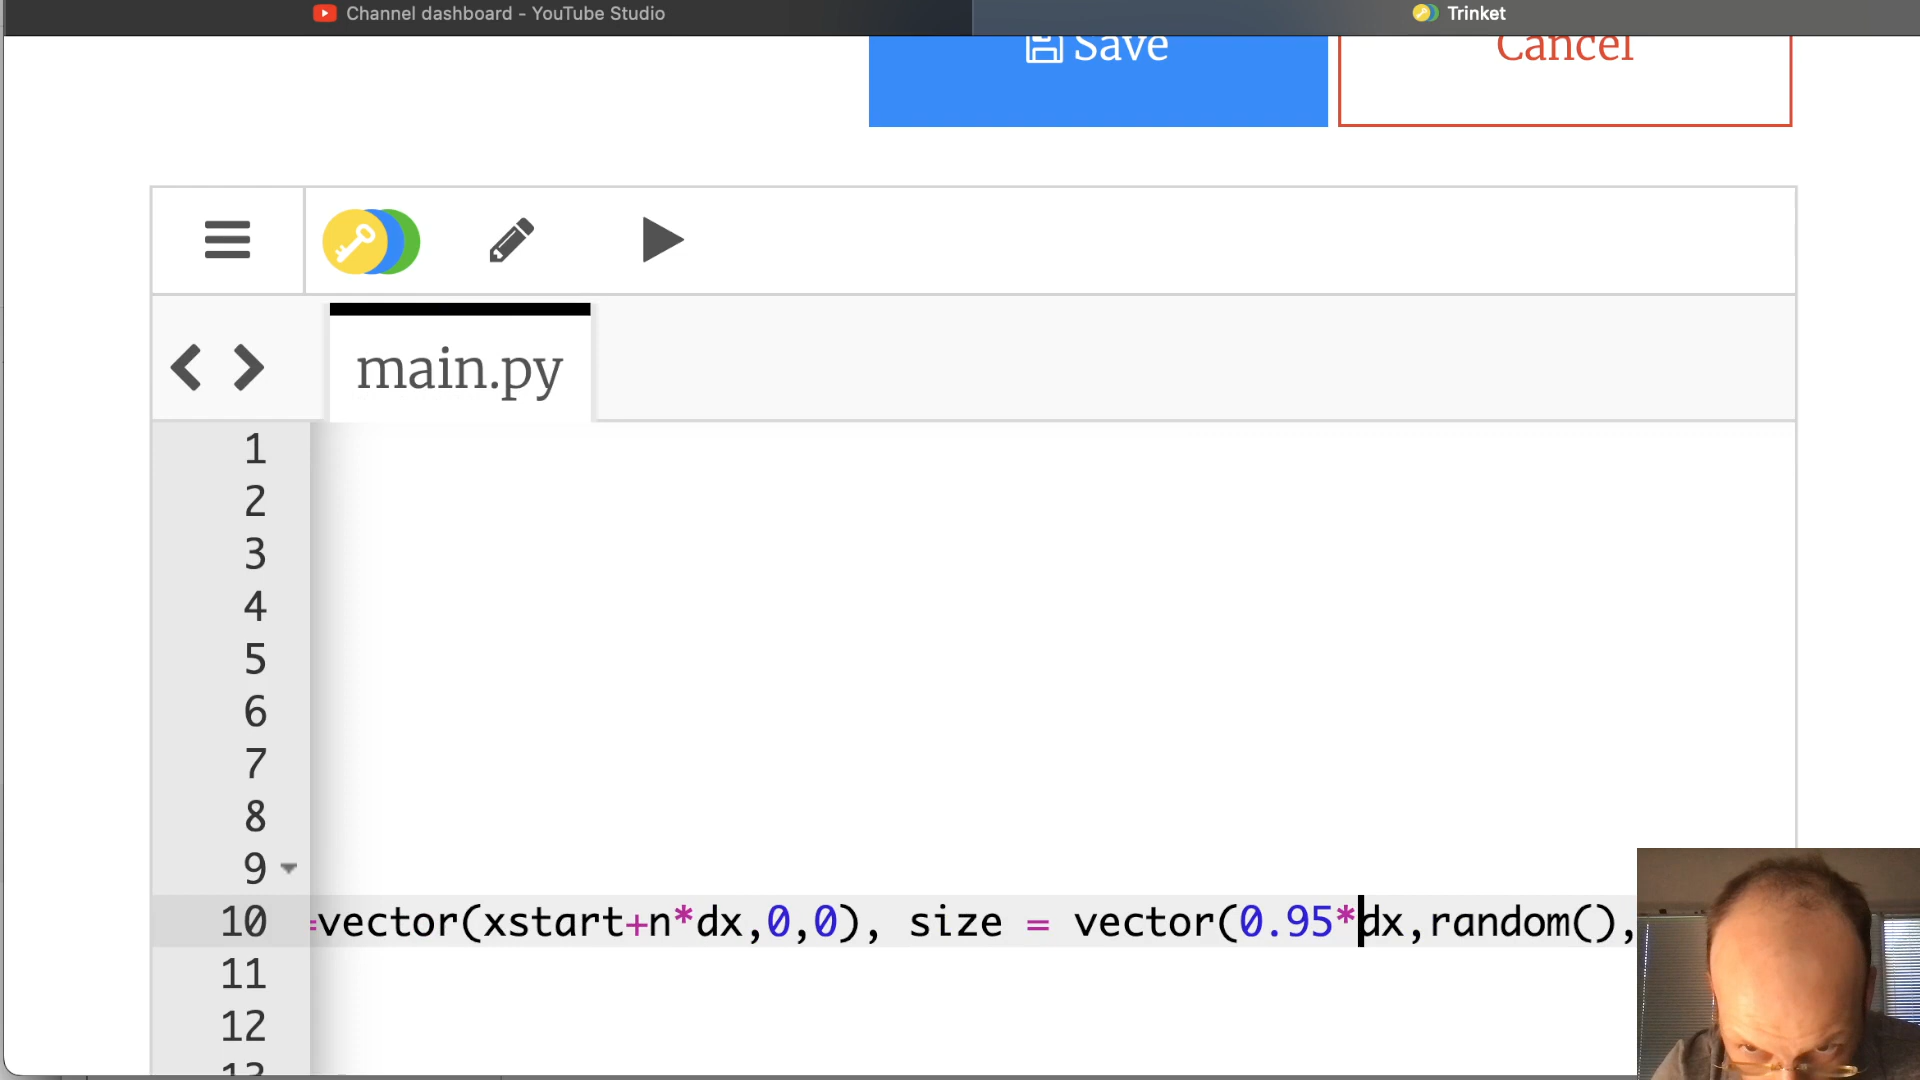 Channel dashboard - YouTube Studio
Trinket
Save
Cancel
main.py
1
2
3
4
5
6
7
8
9
10 =vector(xstart+n*dx,0,0), size = vector(0.95*dx,random(),
11
12
13